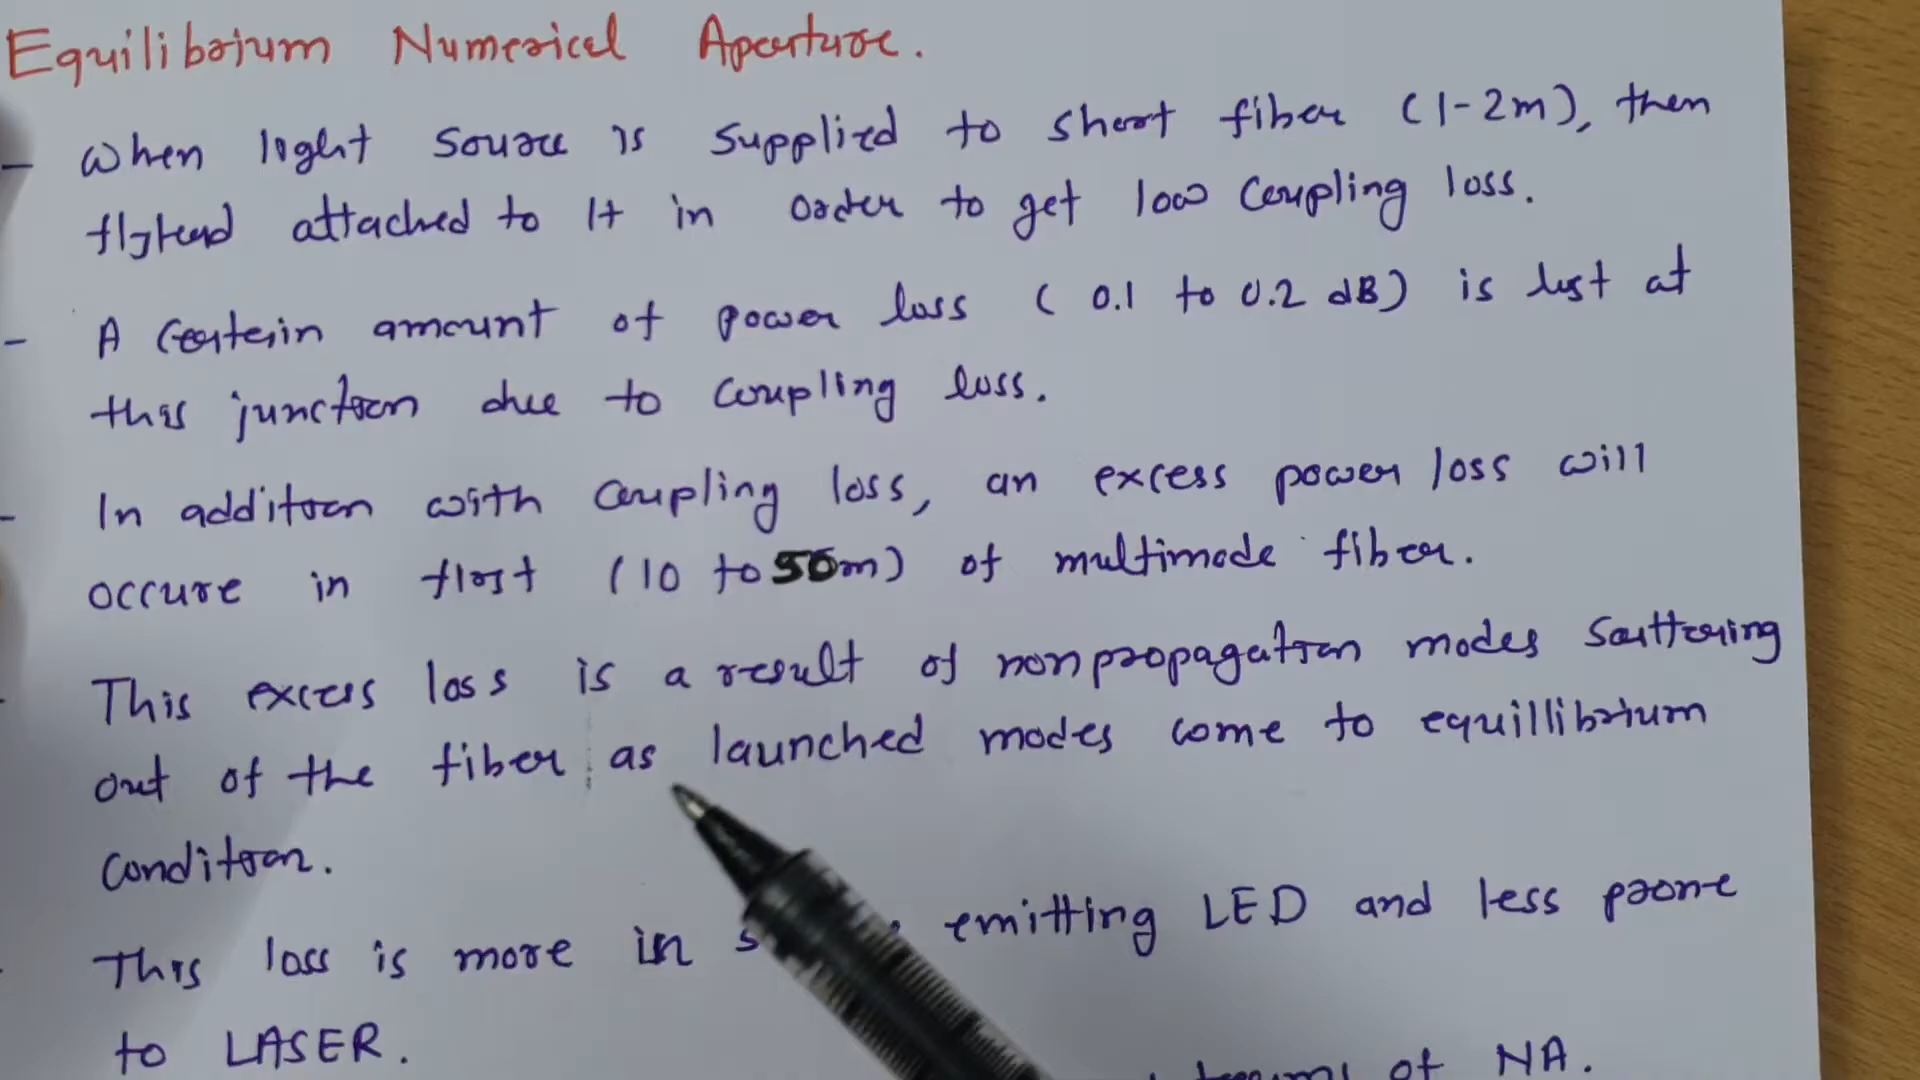 Equilibrium Numerical Aperture.
- When light source is supplied to short fiber (1-2m), then
flylead attached to it in order to get low coupling loss.
- A certain amount of power loss ( 0.1 to 0.2 dB) is lost at
this junction due to coupling loss.
- In addition with coupling loss, an excess power loss will
occure in first (10 to 50m) of multimode fiber.
This excess loss is a result of nonpropagation modes scattering
out of the fiber as launched modes come to equillibrium
condition.
This loss is more in emitting LED and less prone
to LASER.
of NA.